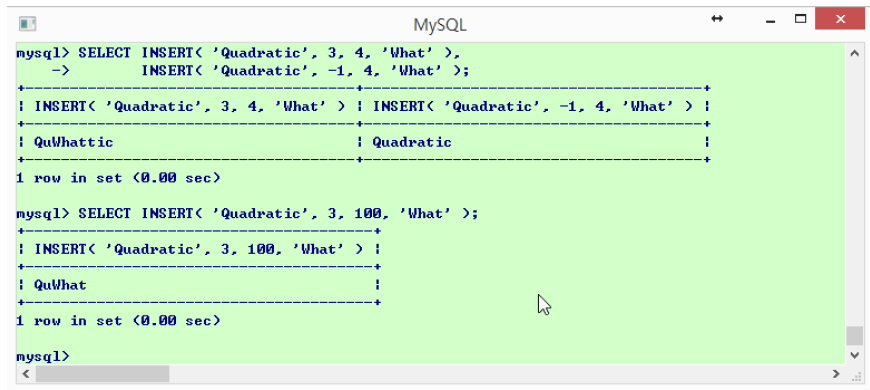 MySQL
mysql> SELECT INSERT( 'Quadratic', 3, 4, 'What' ),
    ->        INSERT( 'Quadratic', -1, 4, 'What' );
+------------------------------------+-------------------------------------+
| INSERT( 'Quadratic', 3, 4, 'What' ) | INSERT( 'Quadratic', -1, 4, 'What' ) |
+------------------------------------+-------------------------------------+
| QuWhattic                           | Quadratic                            |
+------------------------------------+-------------------------------------+
1 row in set (0.00 sec)
mysql> SELECT INSERT( 'Quadratic', 3, 100, 'What' );
+---------------------------------------+
| INSERT( 'Quadratic', 3, 100, 'What' ) |
+---------------------------------------+
| QuWhat                                |
+---------------------------------------+
1 row in set (0.00 sec)
mysql>